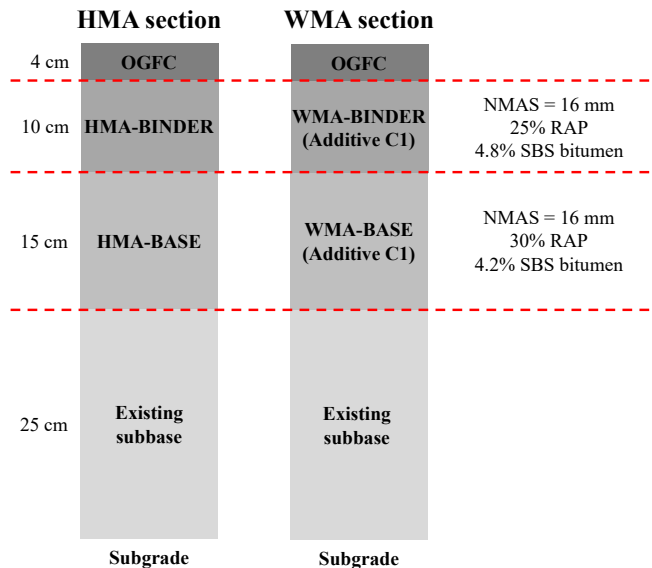 HMA section
WMA section
4 cm
OGFC
OGFC
10 cm
HMA-BINDER
WMA-BINDER
(Additive C1)
NMAS = 16 mm
25% RAP
4.8% SBS bitumen
15 cm
HMA-BASE
WMA-BASE
(Additive C1)
NMAS = 16 mm
30% RAP
4.2% SBS bitumen
25 cm
Existing
subbase
Existing
subbase
Subgrade
Subgrade